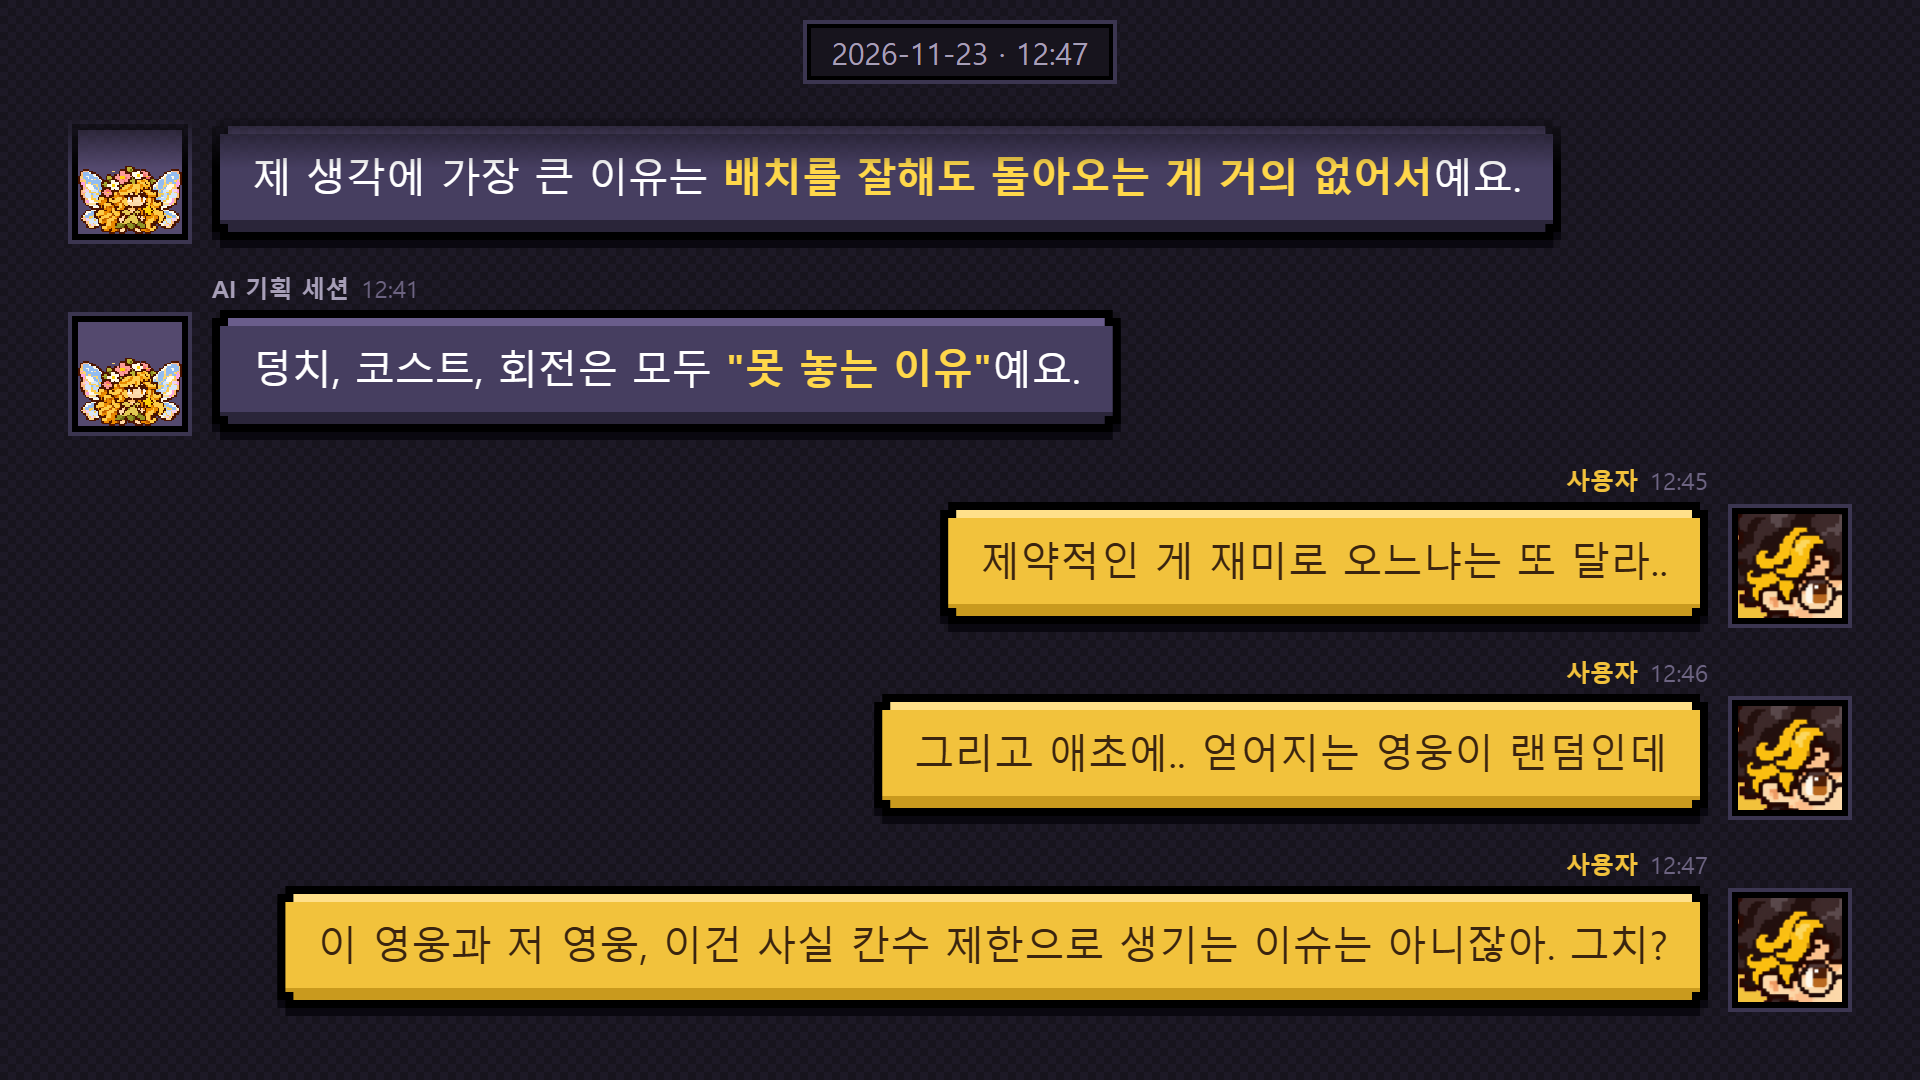 2026-11-23 · 12:47
제 생각에 가장 큰 이유는 배치를 잘해도 돌아오는 게 거의 없어서예요.
AI 기획 세션 12:41
덩치, 코스트, 회전은 모두 "못 놓는 이유"예요.
사용자 12:45
제약적인 게 재미로 오느냐는 또 달라..
사용자 12:46
그리고 애초에.. 얻어지는 영웅이 랜덤인데
사용자 12:47
이 영웅과 저 영웅, 이건 사실 칸수 제한으로 생기는 이슈는 아니잖아. 그치?